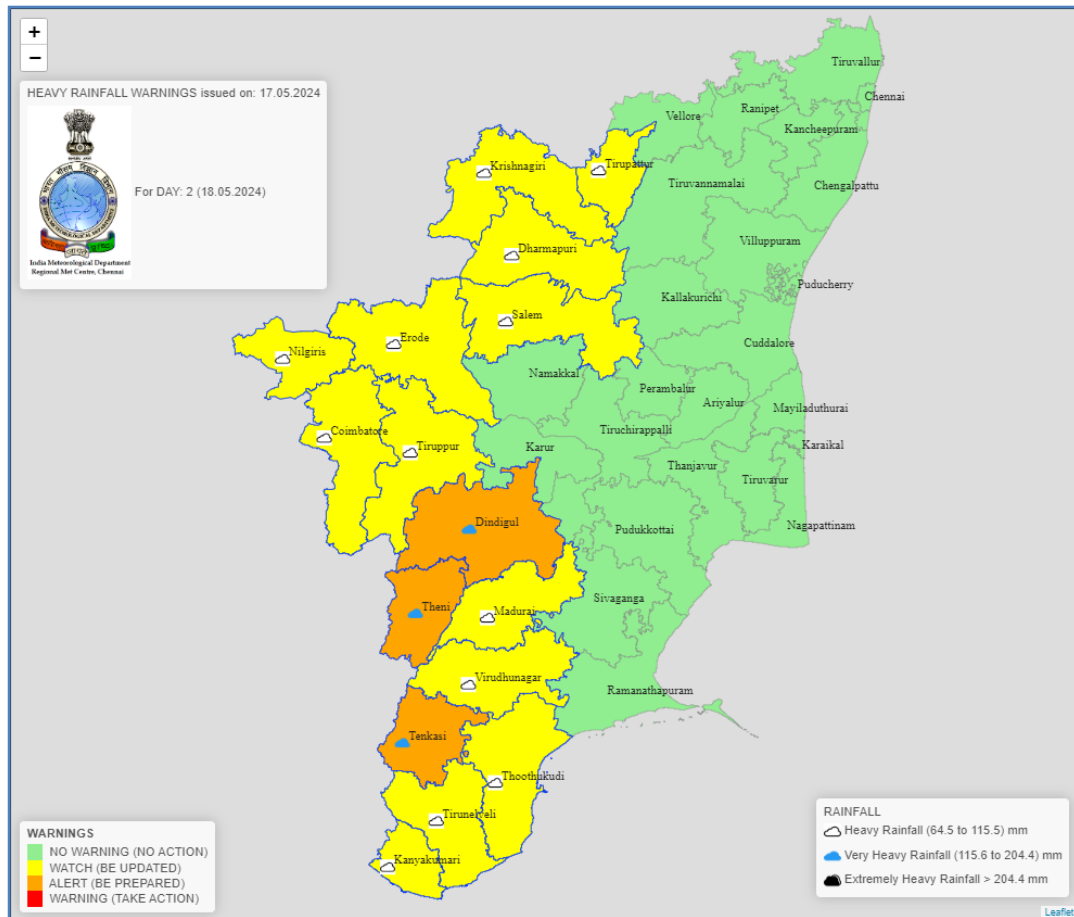 +
−
HEAVY RAINFALL WARNINGS issued on: 17.05.2024
For DAY: 2 (18.05.2024)
India Meteorological Department
Regional Met Centre, Chennai
Tiruvallur
Chennai
Ranipet
Vellore
Kancheepuram
Tirupattur
Krishnagiri
Tiruvannamalai
Chengalpattu
Villuppuram
Dharmapuri
Puducherry
Kallakurichi
Salem
Erode
Cuddalore
Nilgiris
Namakkal
Perambalur
Ariyalur
Mayiladuthurai
Coimbatore
Tiruchirappalli
Karaikal
Tiruppur
Karur
Thanjavur
Tiruvarur
Dindigul
Nagapattinam
Pudukkottai
Sivaganga
Theni
Madurai
Virudhunagar
Ramanathapuram
Tenkasi
Thoothukudi
Tirunelveli
Kanyakumari
WARNINGS
NO WARNING (NO ACTION)
WATCH (BE UPDATED)
ALERT (BE PREPARED)
WARNING (TAKE ACTION)
RAINFALL
Heavy Rainfall (64.5 to 115.5) mm
Very Heavy Rainfall (115.6 to 204.4) mm
Extremely Heavy Rainfall > 204.4 mm
Leaflet